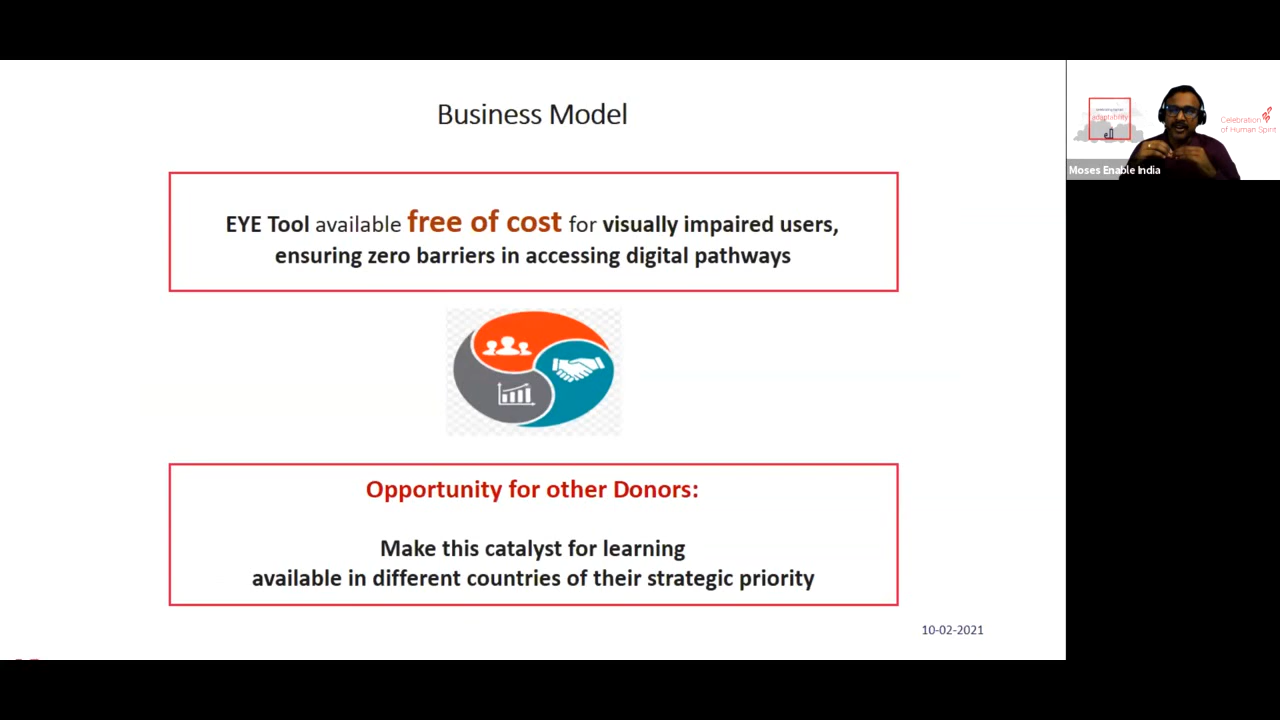 Business Model
EYE Tool available free of cost for visually impaired users,
ensuring zero barriers in accessing digital pathways
Opportunity for other Donors:
Make this catalyst for learning
available in different countries of their strategic priority
10-02-2021
adaptability
Celebration
of Human Spirit
Moses Enable India